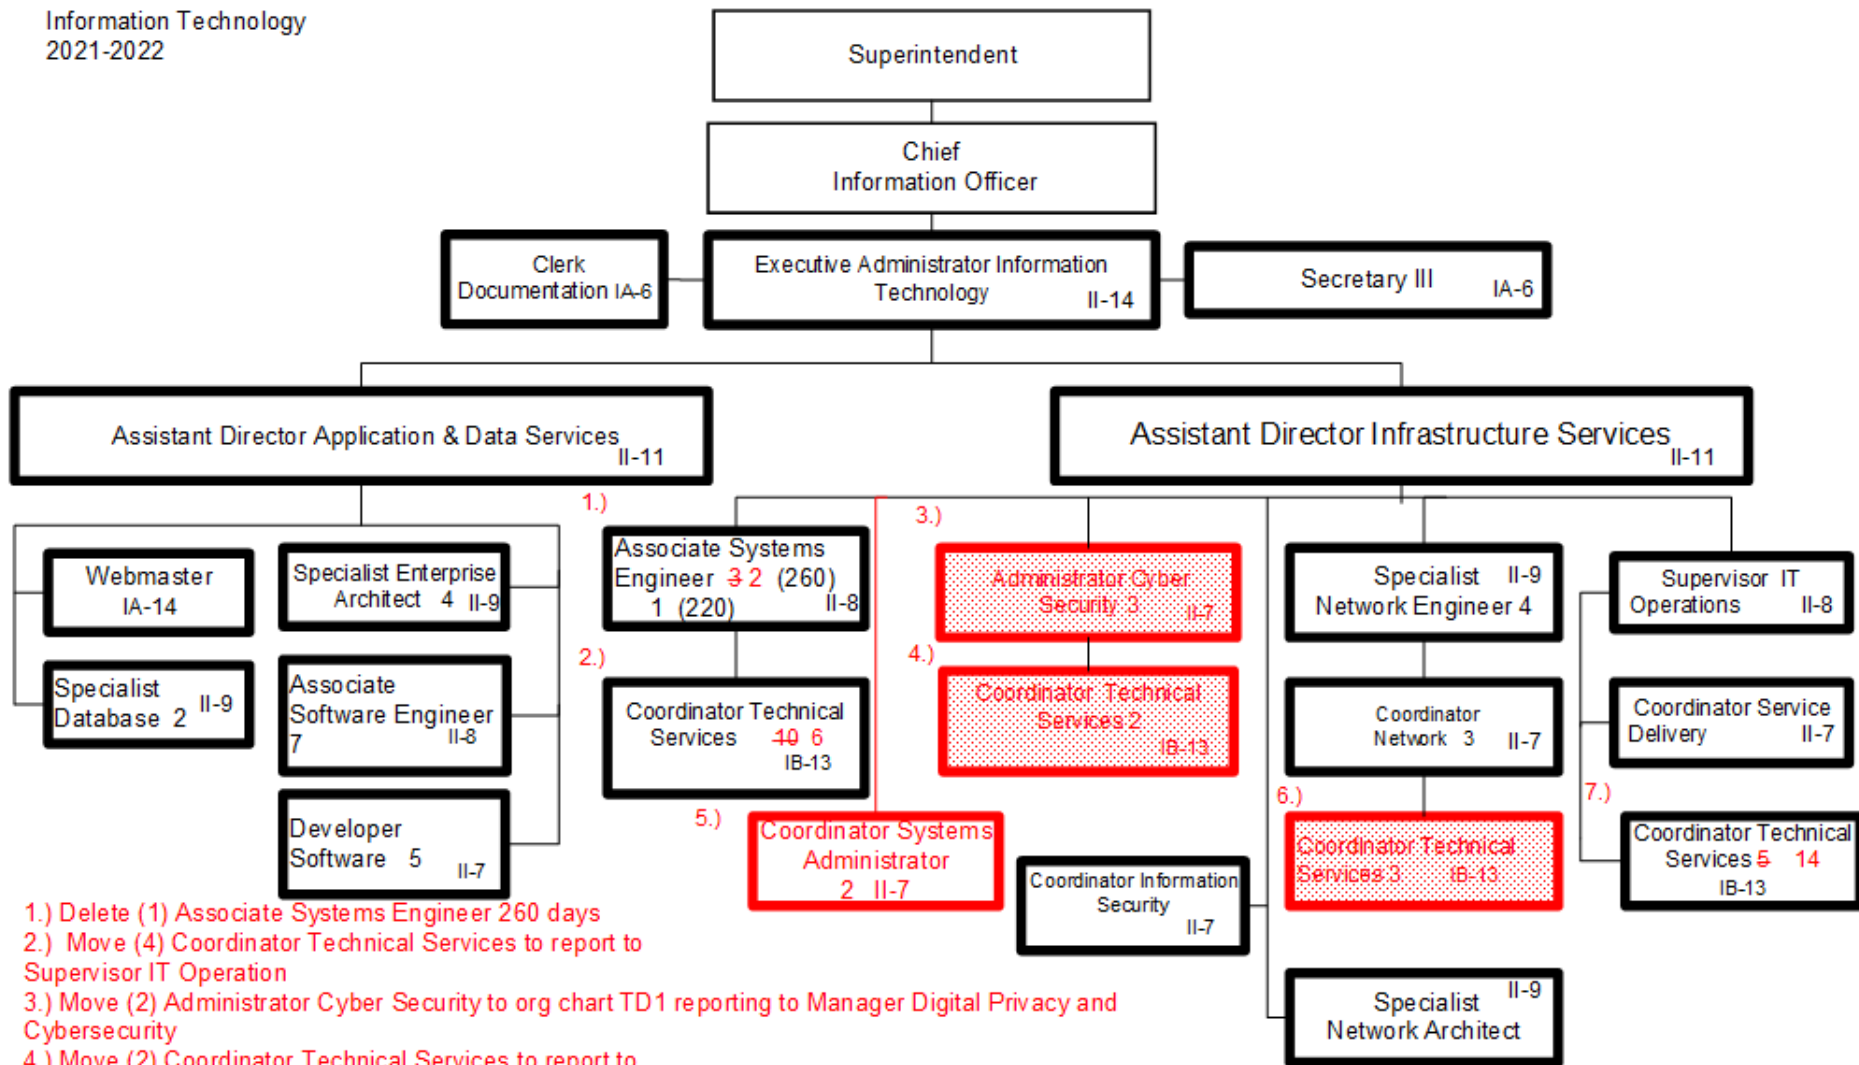 Information Technology
2021-2022
Superintendent
Chief
Information Officer
Clerk
Documentation IA-6
Executive Administrator Information
Technology
II-14
Secretary III
IA-6
Assistant Director Application & Data Services
II-11
Assistant Director Infrastructure Services
II-11
Webmaster
IA-14
Specialist
Database 2
II-9
Specialist Enterprise
Architect 4 II-9
Associate
Software Engineer
7
II-8
Developer
Software 5
II-7
1.)
Associate Systems
Engineer 3 2 (260)
1 (220)
II-8
2.)
Coordinator Technical
Services 10 6
IB-13
3.)
Administrator Cyber
Security 3
II-7
4.)
Coordinator Technical
Services 2
IB-13
5.)
Coordinator Systems
Administrator
2 II-7
Coordinator Information
Security
II-7
Specialist II-9
Network Engineer 4
Coordinator
Network 3
II-7
6.)
Coordinator Technical
Services 3 IB-13
Specialist II-9
Network Architect
Supervisor IT
Operations II-8
Coordinator Service
Delivery II-7
7.)
Coordinator Technical
Services 5 14
IB-13
1.) Delete (1) Associate Systems Engineer 260 days
2.) Move (4) Coordinator Technical Services to report to
Supervisor IT Operation
3.) Move (2) Administrator Cyber Security to org chart TD1 reporting to Manager Digital Privacy and
Cybersecurity
4.) Move (2) Coordinator Technical Services to report to